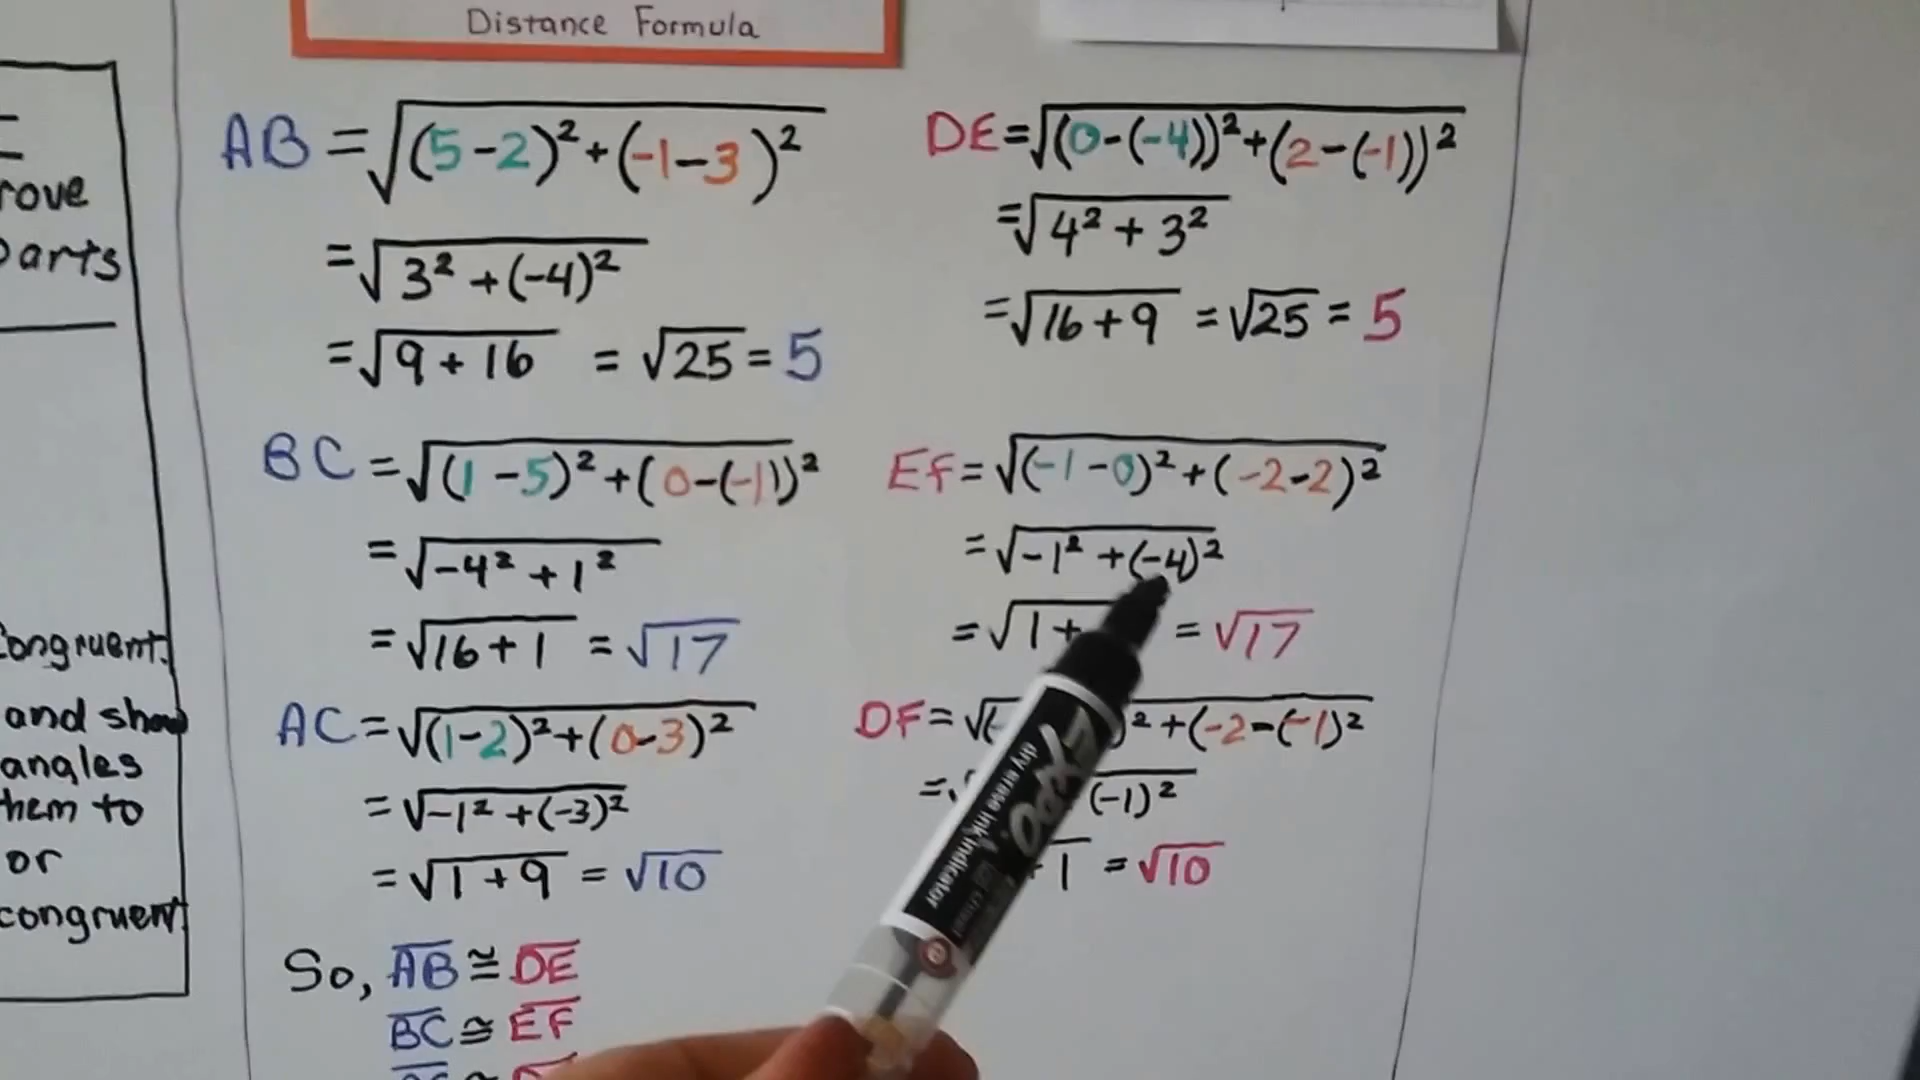 Distance Formula
rove
arts
congruent.
and show
angles
hem to
or
congruent.
AB = √(5-2)² + (-1-3)²
= √3² + (-4)²
= √9 + 16 = √25 = 5
BC = √(1-5)² + (0-(-1))²
= √-4² + 1²
= √16 + 1 = √17
AC = √(1-2)² + (0-3)²
= √-1² + (-3)²
= √1 + 9 = √10
So, AB ≅ DE
BC ≅ EF
DE = √(0-(-4))² + (2-(-1))²
= √4² + 3²
= √16 + 9 = √25 = 5
EF = √(-1-0)² + (-2-2)²
= √-1² + (-4)²
= √1 + = √17
DF = √( )² + (-2-(-1)²
= (-1)²
1 = √10
EXPO
dry erase ink indicator